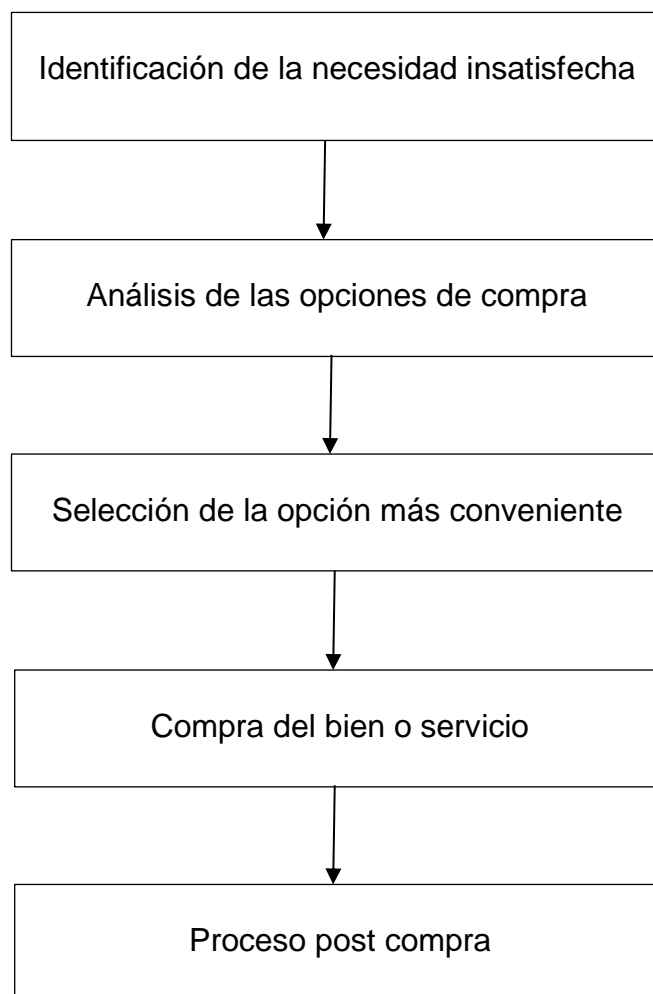 Identificación de la necesidad insatisfecha
Análisis de las opciones de compra
Selección de la opción más conveniente
Compra del bien o servicio
Proceso post compra